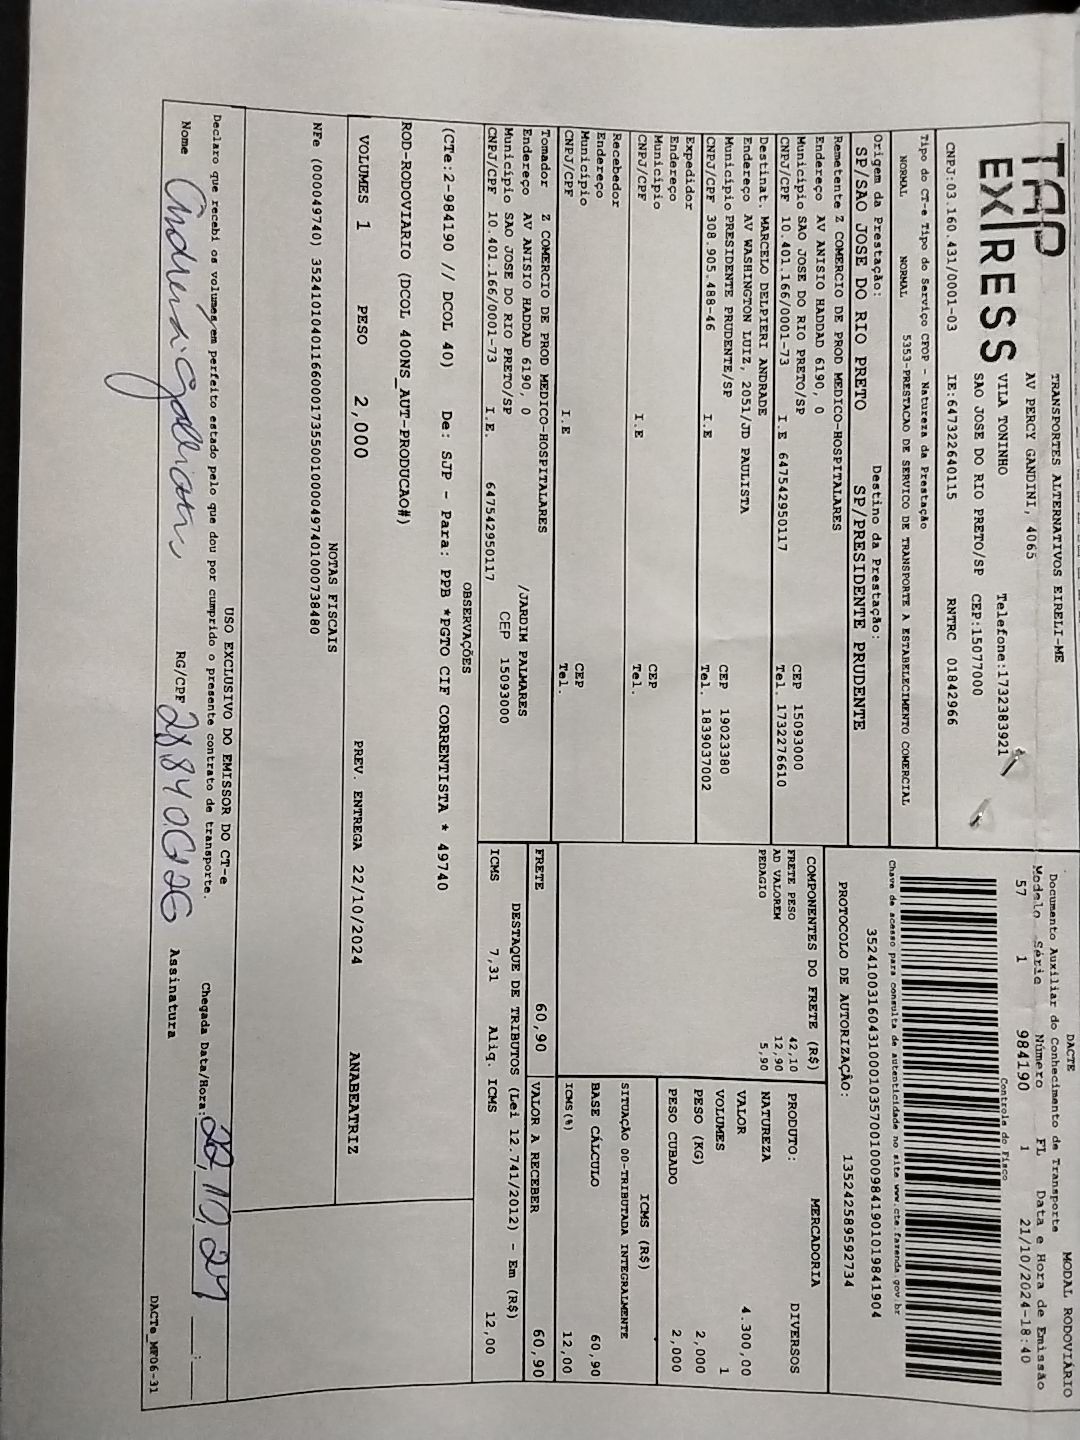 TAP EXPRESS
TRANSPORTES ALTERNATIVOS EIRELI-ME
AV PERCY GANDINI, 4065
VILA TONINHO Telefone:1732383921
SAO JOSE DO RIO PRETO/SP CEP:15077000
CNPJ:03.160.431/0001-03 IE:647322640115 RNTRC 01842966
DACTE MODAL RODOVIÁRIO
Documento Auxiliar do Conhecimento de Transporte
Modelo Série Número FL Data e Hora de Emissão
57 1 984190 1 21/10/2024-18:40
Controle do Fisco
Chave de acesso para consulta de autenticidade no site www.cte.fazenda.gov.br
35241003160431000103570010009841901019841904
PROTOCOLO DE AUTORIZAÇÃO: 135242589592734
Tipo do CT-e Tipo do Serviço CFOP - Natureza da Prestação
NORMAL NORMAL 5353-PRESTACAO DE SERVICO DE TRANSPORTE A ESTABELECIMENTO COMERCIAL
Origem da Prestação: Destino da Prestação:
SP/SAO JOSE DO RIO PRETO SP/PRESIDENTE PRUDENTE
Remetente Z COMERCIO DE PROD MEDICO-HOSPITALARES
Endereço AV ANISIO HADDAD 6190, 0
Município SAO JOSE DO RIO PRETO/SP CEP 15093000
CNPJ/CPF 10.401.166/0001-73 I.E 647542950117 Tel. 1732276610
Destinat. MARCELO DELPIERI ANDRADE
Endereço AV WASHINGTON LUIZ, 2051/JD PAULISTA
Município PRESIDENTE PRUDENTE/SP CEP 19023380
CNPJ/CPF 308.905.488-46 I.E Tel. 1839037002
Expedidor
Endereço
Município CEP
CNPJ/CPF I.E Tel.
Recebedor
Endereço
Município CEP
CNPJ/CPF I.E Tel.
Tomador Z COMERCIO DE PROD MEDICO-HOSPITALARES
Endereço AV ANISIO HADDAD 6190, 0 /JARDIM PALMARES
Município SAO JOSE DO RIO PRETO/SP CEP 15093000
CNPJ/CPF 10.401.166/0001-73 I.E. 647542950117
COMPONENTES DO FRETE (R$)
FRETE PESO 42,10
AD VALOREM 12,90
PEDAGIO 5,90
MERCADORIA
PRODUTO: DIVERSOS
NATUREZA
VALOR 4.300,00
VOLUMES 1
PESO (KG) 2,000
PESO CUBADO 2,000
ICMS (R$)
SITUAÇÃO 00-TRIBUTADA INTEGRALMENTE
BASE CÁLCULO 60,90
ICMS(%) 12,00
FRETE 60,90 VALOR A RECEBER 60,90
DESTAQUE DE TRIBUTOS (Lei 12.741/2012) - Em (R$)
ICMS 7,31 Aliq. ICMS 12,00
OBSERVAÇÕES
(CTe:2-984190 // DCOL 40) De: SJP - Para: PPB *PGTO CIF CORRENTISTA * 49740
ROD-RODOVIARIO (DCOL 400NS_AUT-PRODUCAO#)
VOLUMES 1 PESO 2,000 PREV. ENTREGA 22/10/2024 ANABEATRIZ
NOTAS FISCAIS
NFe (000049740) 35241010401166000173550010000497401000738480
USO EXCLUSIVO DO EMISSOR DO CT-e
Declaro que recebi os volumes em perfeito estado pelo que dou por cumprido o presente contrato de transporte. Chegada Data/Hora: 22/10/24 __:__
Nome RG/CPF Assinatura
DACTe_MF06-31